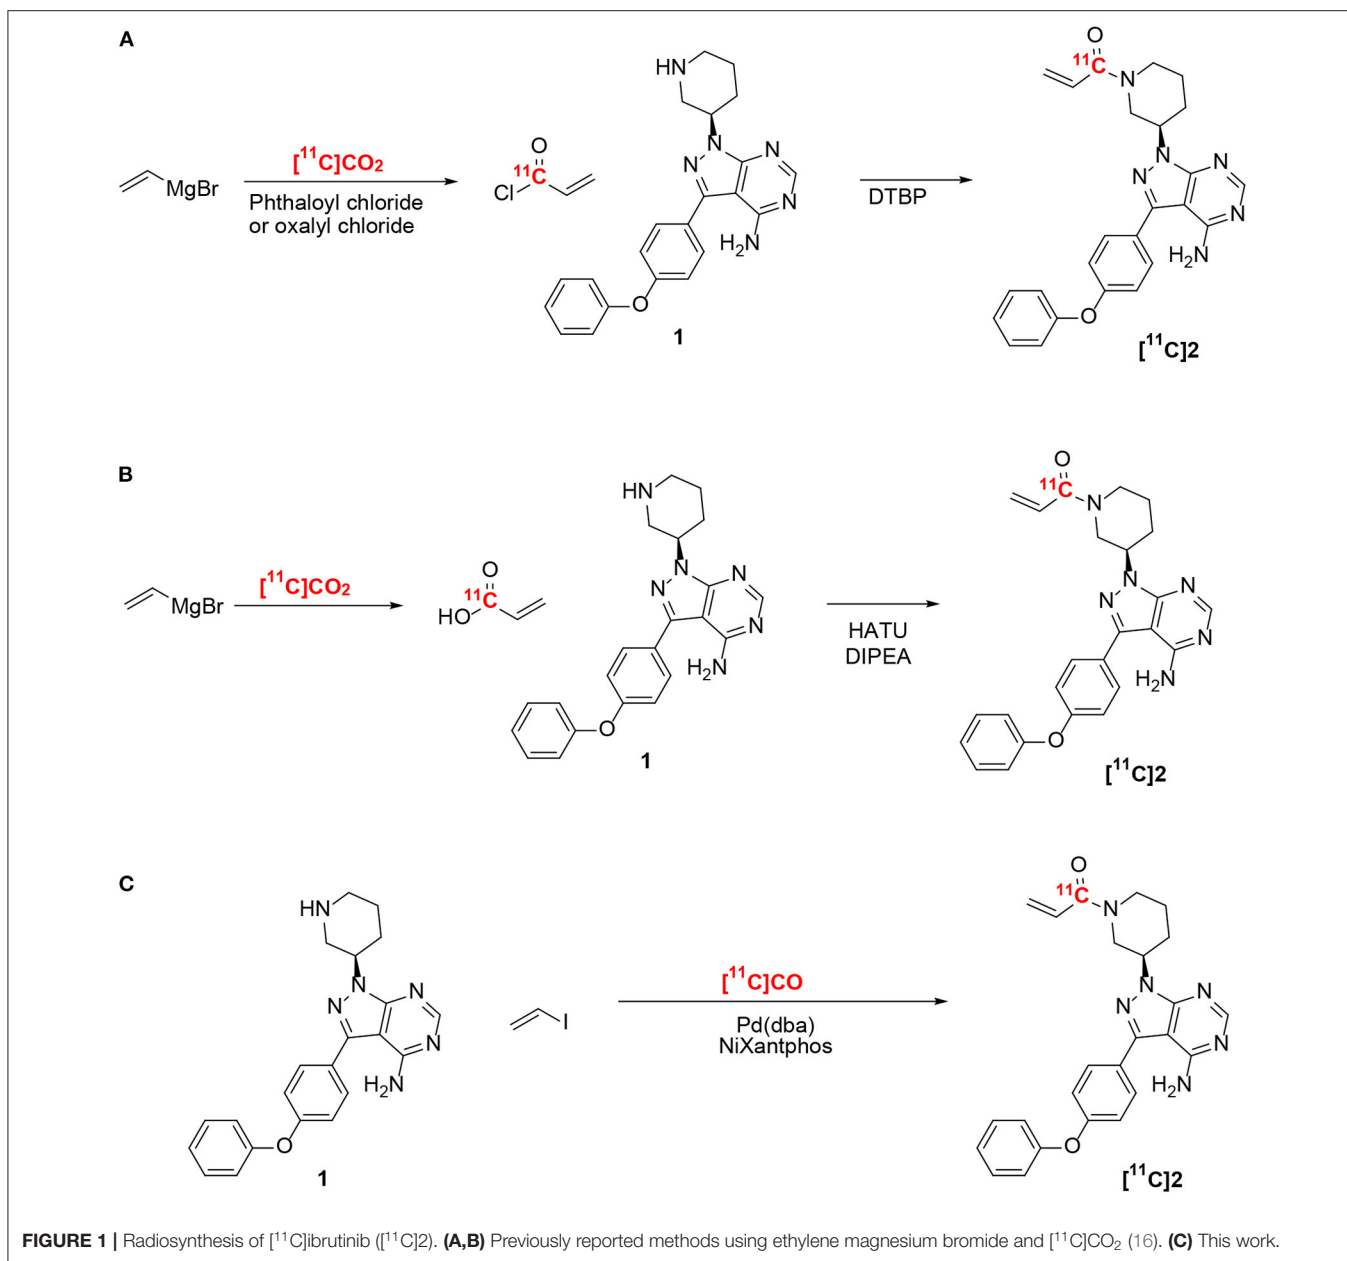 A
MgBr
[¹¹C]CO₂
Phthaloyl chloride
or oxalyl chloride
O
¹¹C
Cl
HN
N
N
N
N
H₂N
O
1
DTBP
O
¹¹C
N
N
N
N
N
H₂N
O
[¹¹C]2
B
MgBr
[¹¹C]CO₂
O
¹¹C
HO
HN
N
N
N
N
H₂N
O
1
HATU
DIPEA
O
¹¹C
N
N
N
N
N
H₂N
O
[¹¹C]2
C
HN
N
N
N
N
H₂N
O
1
I
[¹¹C]CO
Pd(dba)
NiXantphos
O
¹¹C
N
N
N
N
N
H₂N
O
[¹¹C]2
FIGURE 1 | Radiosynthesis of [¹¹C]ibrutinib ([¹¹C]2). (A,B) Previously reported methods using ethylene magnesium bromide and [¹¹C]CO₂ (16). (C) This work.